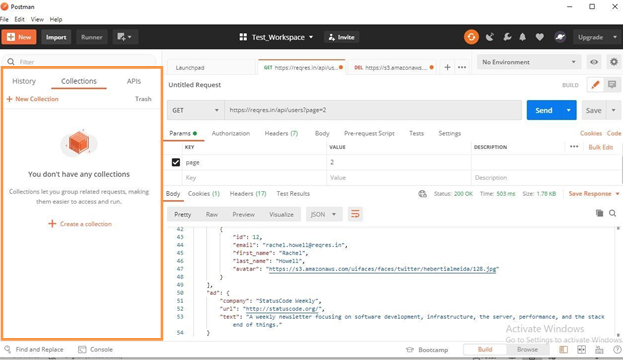 Postman
File Edit View Help
New Import Runner Test_Workspace Invite Upgrade
Filter
Launchpad GET https://reqres.in/api/us... DEL https://s3.amazonaws.com... No Environment
History Collections APIs
Untitled Request BUILD
New Collection Trash
GET https://reqres.in/api/users?page=2 Send Save
Params Authorization Headers (7) Body Pre-request Script Tests Settings Cookies Code
KEY VALUE DESCRIPTION Bulk Edit
page 2
Key Value Description
You don't have any collections
Collections let you group related requests, making
them easier to access and run.
Create a collection
Body Cookies (1) Headers (17) Test Results Status: 200 OK Time: 503 ms Size: 1.78 KB Save Response
Pretty Raw Preview Visualize JSON
42 {
43 "id": 12,
44 "email": "rachel.howell@reqres.in",
45 "first_name": "Rachel",
46 "last_name": "Howell",
47 "avatar": "https://s3.amazonaws.com/uifaces/faces/twitter/hebertialmeida/128.jpg"
48 }
49 ],
50 "ad": {
51 "company": "StatusCode Weekly",
52 "url": "http://statuscode.org/",
53 "text": "A weekly newsletter focusing on software development, infrastructure, the server, performance, and the stack
end of things."
54 }
Activate Windows
Go to Settings to activate Windows.
Find and Replace Console Bootcamp Build Browse